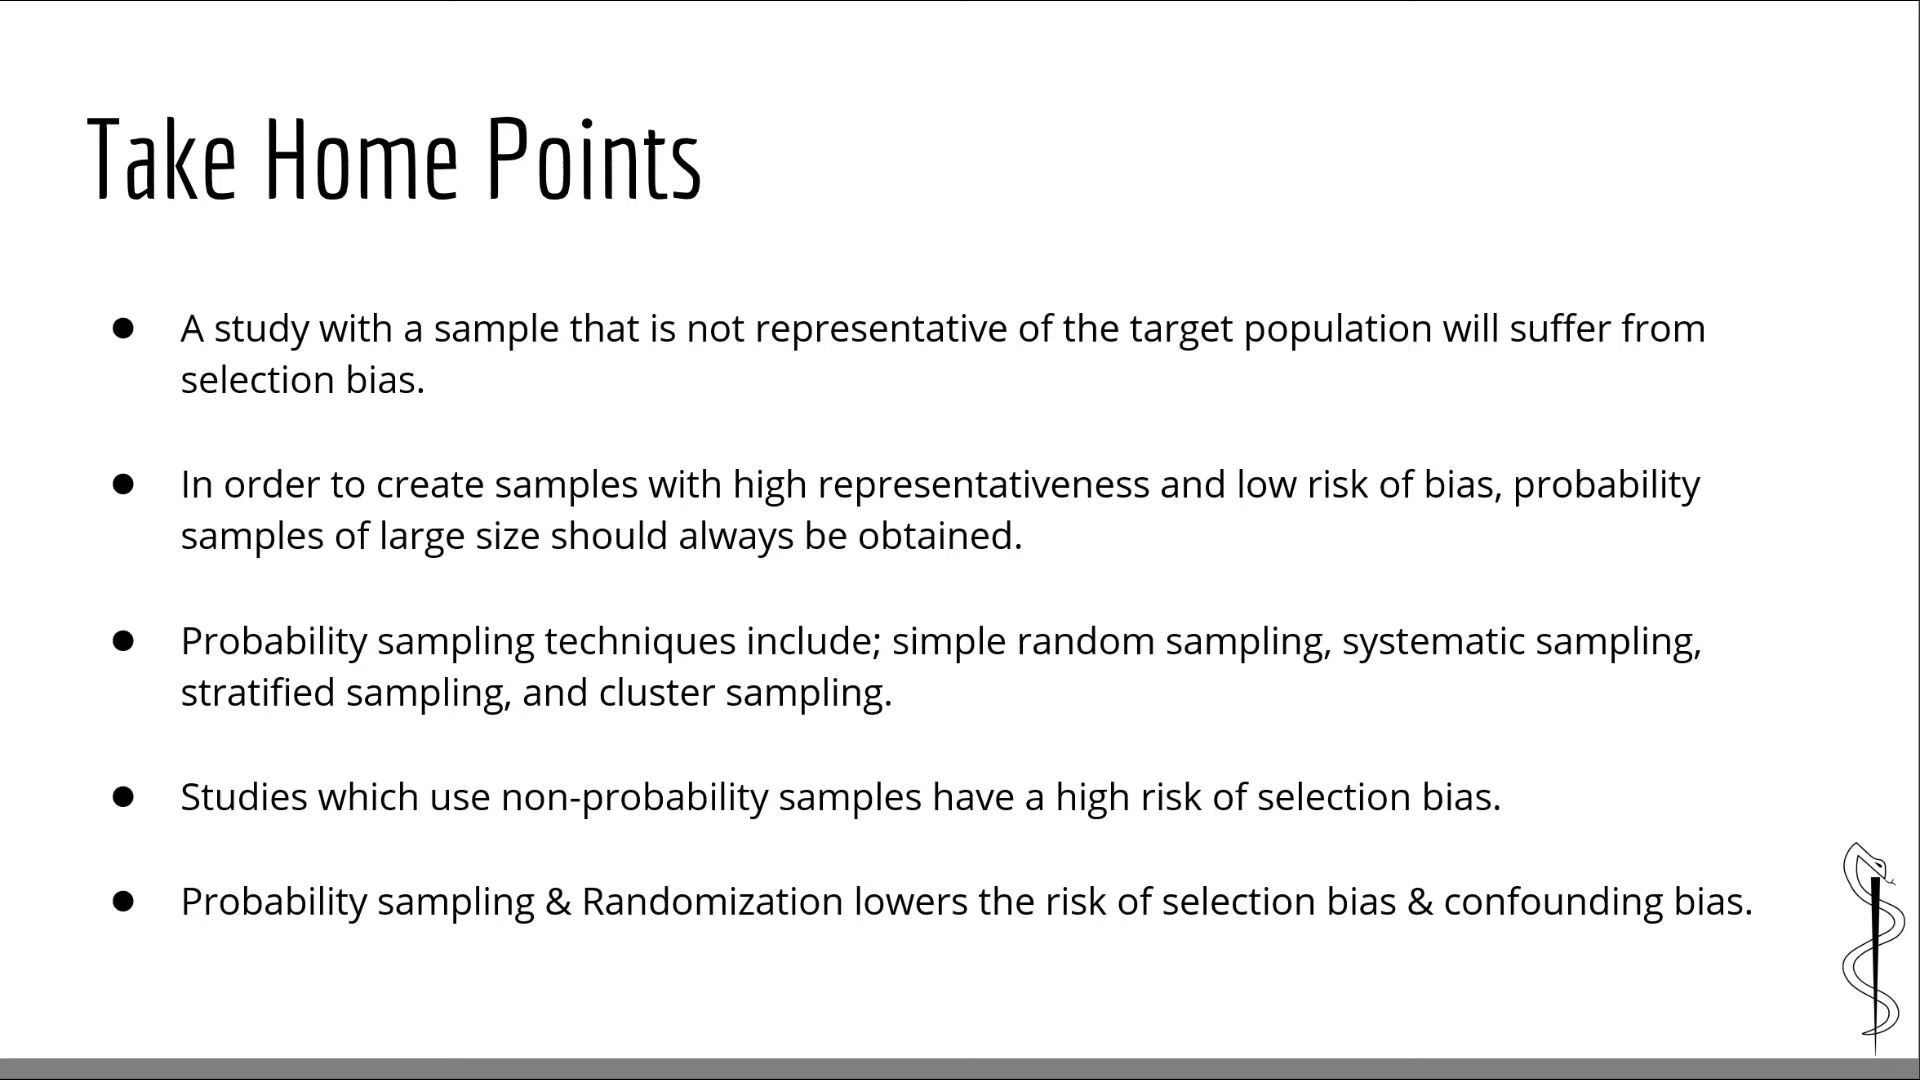 Take Home Points
● A study with a sample that is not representative of the target population will suffer from
selection bias.
● In order to create samples with high representativeness and low risk of bias, probability
samples of large size should always be obtained.
● Probability sampling techniques include; simple random sampling, systematic sampling,
stratified sampling, and cluster sampling.
● Studies which use non-probability samples have a high risk of selection bias.
● Probability sampling & Randomization lowers the risk of selection bias & confounding bias.